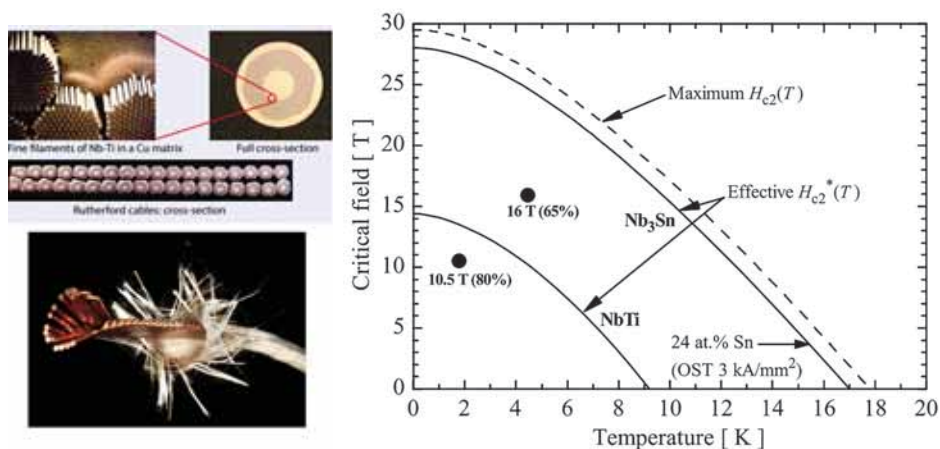 Fine filaments of Nb-Ti in a Cu matrix
Full cross-section
Rutherford cables: cross-section
Critical field [ T ]
30
25
20
15
10
5
0
Maximum Hc2(T)
Effective Hc2*(T)
16 T (65%)
Nb3Sn
10.5 T (80%)
NbTi
24 at.% Sn
(OST 3 kA/mm2)
0 2 4 6 8 10 12 14 16 18 20
Temperature [ K ]